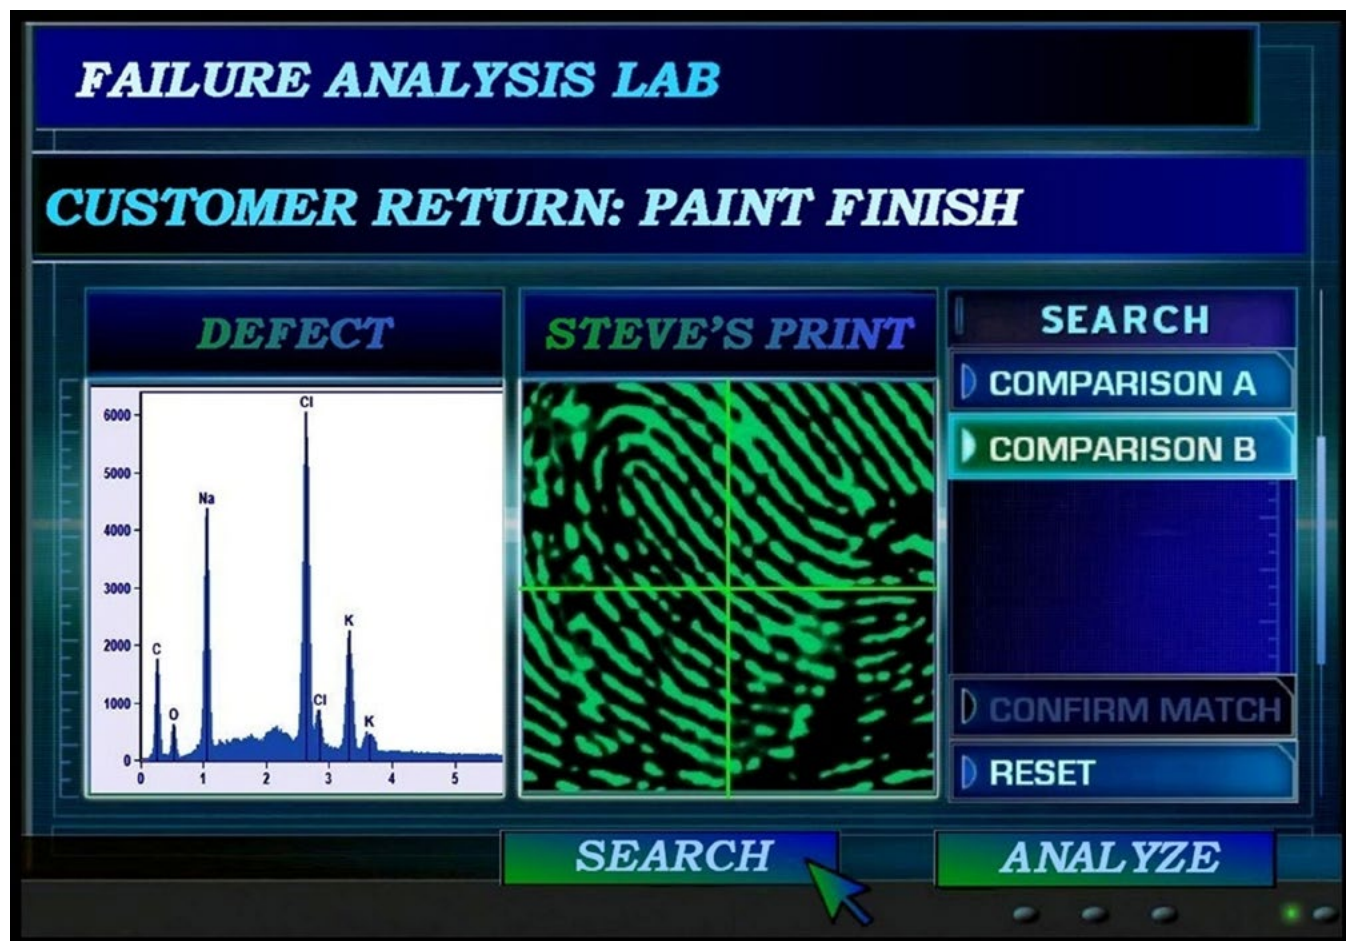 FAILURE ANALYSIS LAB
CUSTOMER RETURN: PAINT FINISH
DEFECT
STEVE'S PRINT
SEARCH
COMPARISON A
COMPARISON B
CONFIRM MATCH
RESET
6000
5000
4000
3000
2000
1000
0
Cl
Na
K
C
O
Cl
K
0 1 2 3 4 5
SEARCH
ANALYZE